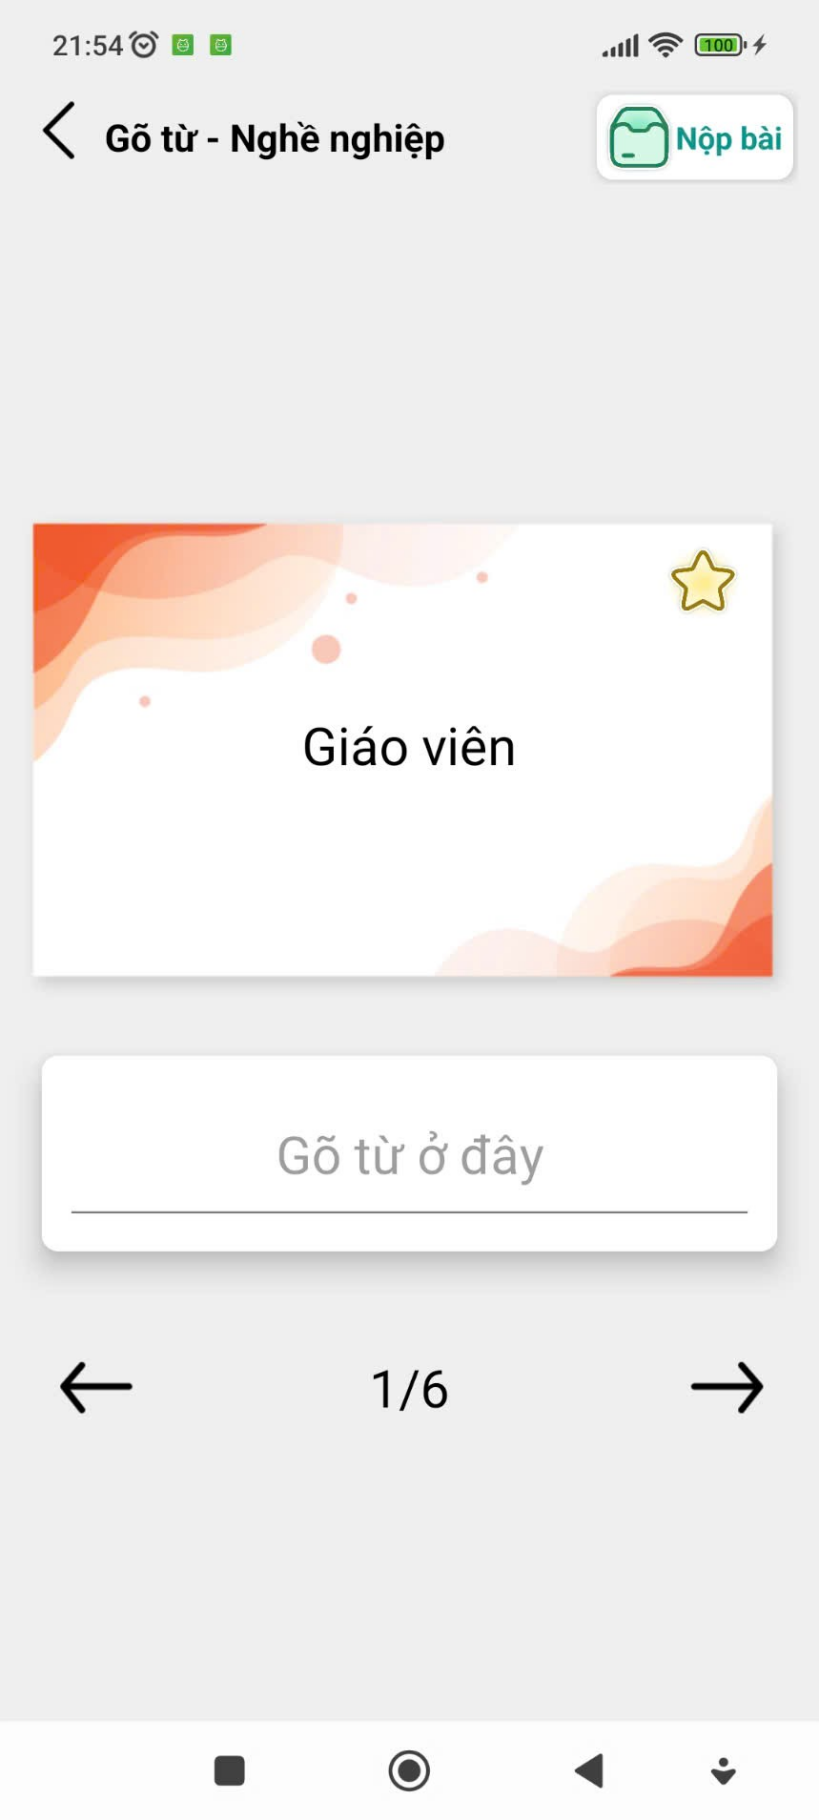 21:54
100
Gõ từ - Nghề nghiệp
Nộp bài
Giáo viên
Gõ từ ở đây
1/6